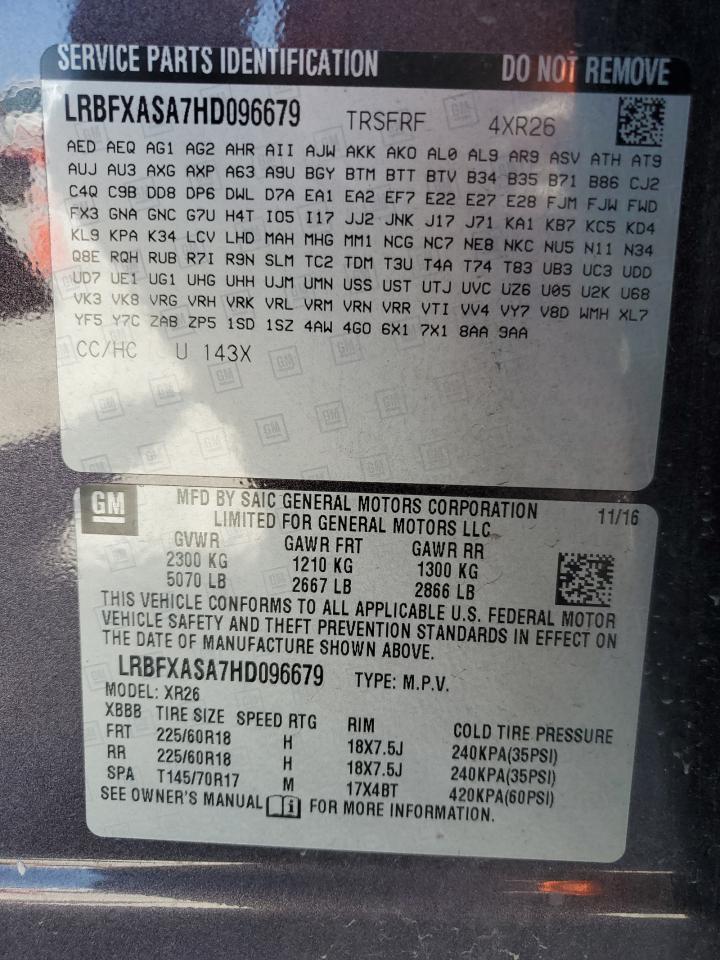 SERVICE PARTS IDENTIFICATION DO NOT REMOVE
LRBFXASA7HD096679 TRSFRF 4XR26
AED AEQ AG1 AG2 AHR AII AJW AKK AKO AL0 AL9 AR9 ASV ATH AT9
AUJ AU3 AXG AXP A63 A9U BGY BTM BTT BTV B34 B35 B71 B86 CJ2
C4Q C9B DD8 DP6 DWL D7A EA1 EA2 EF7 E22 E27 E28 FJM FJW FWD
FX3 GNA GNC G7U H4T I05 I17 JJ2 JNK J17 J71 KA1 KB7 KC5 KD4
KL9 KPA K34 LCV LHD MAH MHG MM1 NCG NC7 NE8 NKC NU5 N11 N34
Q8E RQH RUB R7I R9N SLM TC2 TDM T3U T4A T74 T83 UB3 UC3 UDD
UD7 UE1 UG1 UHG UHH UJM UMN USS UST UTJ UVC UZ6 U05 U2K U68
VK3 VK8 VRG VRH VRK VRL VRM VRN VRR VTI VV4 VY7 V8D WMH XL7
YF5 Y7C ZAB ZP5 1SD 1SZ 4AW 4G0 6X1 7X1 8AA 9AA
CC/HC U 143X
GM MFD BY SAIC GENERAL MOTORS CORPORATION 11/16
LIMITED FOR GENERAL MOTORS LLC
GVWR GAWR FRT GAWR RR
2300 KG 1210 KG 1300 KG
5070 LB 2667 LB 2866 LB
THIS VEHICLE CONFORMS TO ALL APPLICABLE U.S. FEDERAL MOTOR
VEHICLE SAFETY AND THEFT PREVENTION STANDARDS IN EFFECT ON
THE DATE OF MANUFACTURE SHOWN ABOVE.
LRBFXASA7HD096679 TYPE: M.P.V.
MODEL: XR26
XBBB TIRE SIZE SPEED RTG RIM COLD TIRE PRESSURE
FRT 225/60R18 H 18X7.5J 240KPA(35PSI)
RR 225/60R18 H 18X7.5J 240KPA(35PSI)
SPA T145/70R17 M 17X4BT 420KPA(60PSI)
SEE OWNER'S MANUAL i FOR MORE INFORMATION.